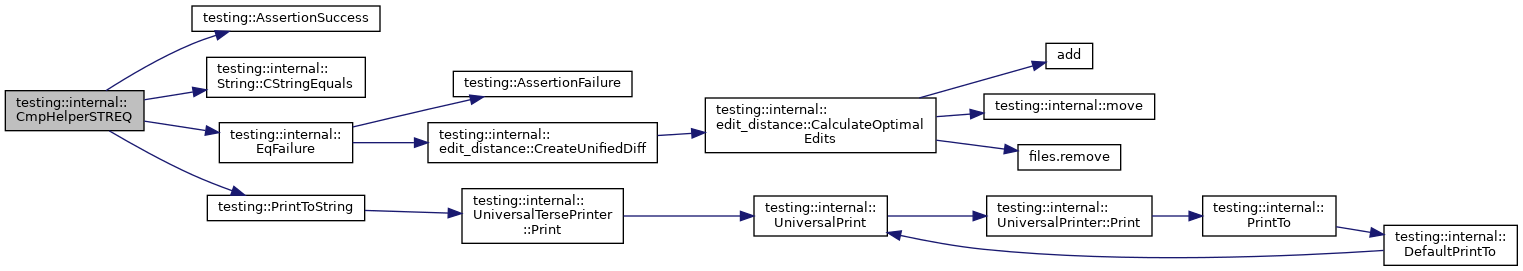 testing::internal::
CmpHelperSTREQ
testing::AssertionSuccess
testing::internal::
String::CStringEquals
testing::internal::
EqFailure
testing::PrintToString
testing::AssertionFailure
testing::internal::
edit_distance::CreateUnifiedDiff
testing::internal::
UniversalTersePrinter
::Print
testing::internal::
edit_distance::CalculateOptimal
Edits
testing::internal::
UniversalPrint
add
testing::internal::move
files.remove
testing::internal::
UniversalPrinter::Print
testing::internal::
PrintTo
testing::internal::
DefaultPrintTo